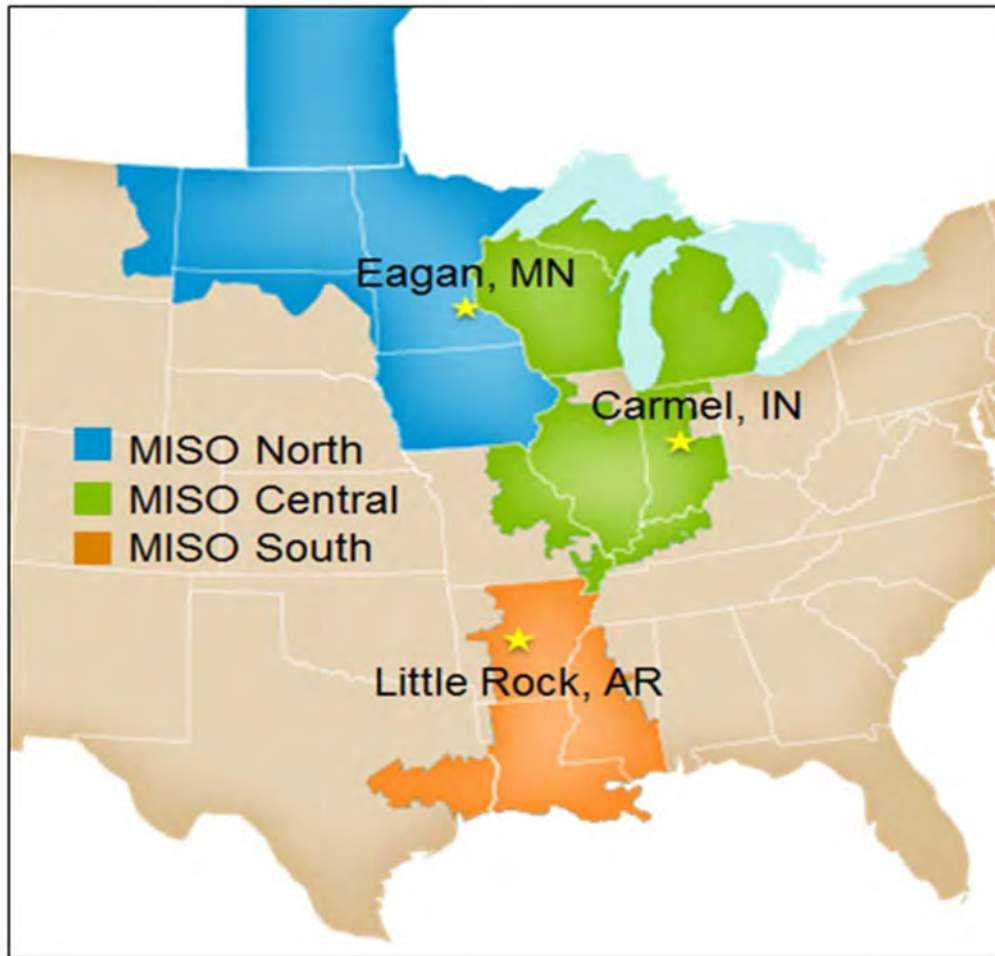 Eagan, MN
Carmel, IN
MISO North
MISO Central
MISO South
Little Rock, AR